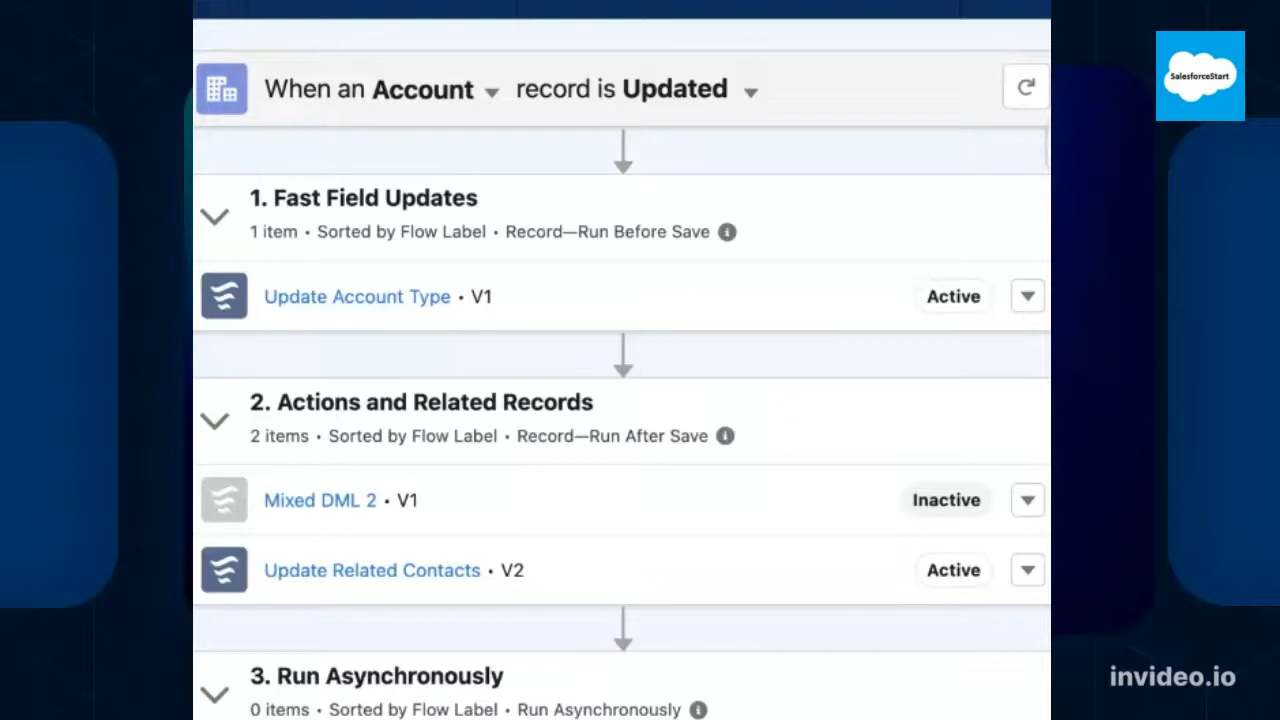 SalesforceStart
When an Account record is Updated
1. Fast Field Updates
1 item • Sorted by Flow Label • Record—Run Before Save
Update Account Type • V1
Active
2. Actions and Related Records
2 items • Sorted by Flow Label • Record—Run After Save
Mixed DML 2 • V1
Inactive
Update Related Contacts • V2
Active
3. Run Asynchronously
0 items • Sorted by Flow Label • Run Asynchronously
invideo.io